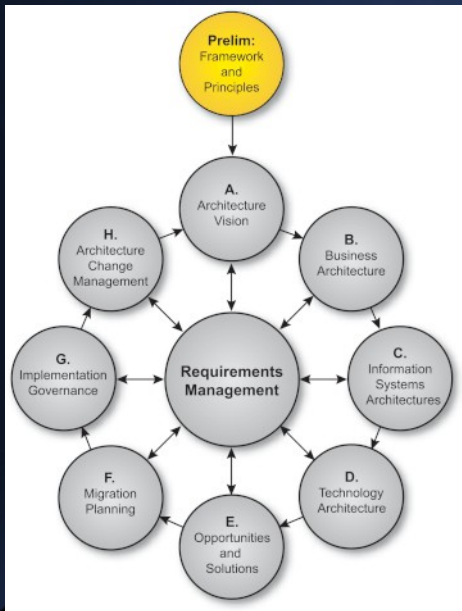 Prelim:
Framework
and
Principles
A.
Architecture
Vision
B.
Business
Architecture
C.
Information
Systems
Architectures
D.
Technology
Architecture
E.
Opportunities
and
Solutions
F.
Migration
Planning
G.
Implementation
Governance
H.
Architecture
Change
Management
Requirements
Management